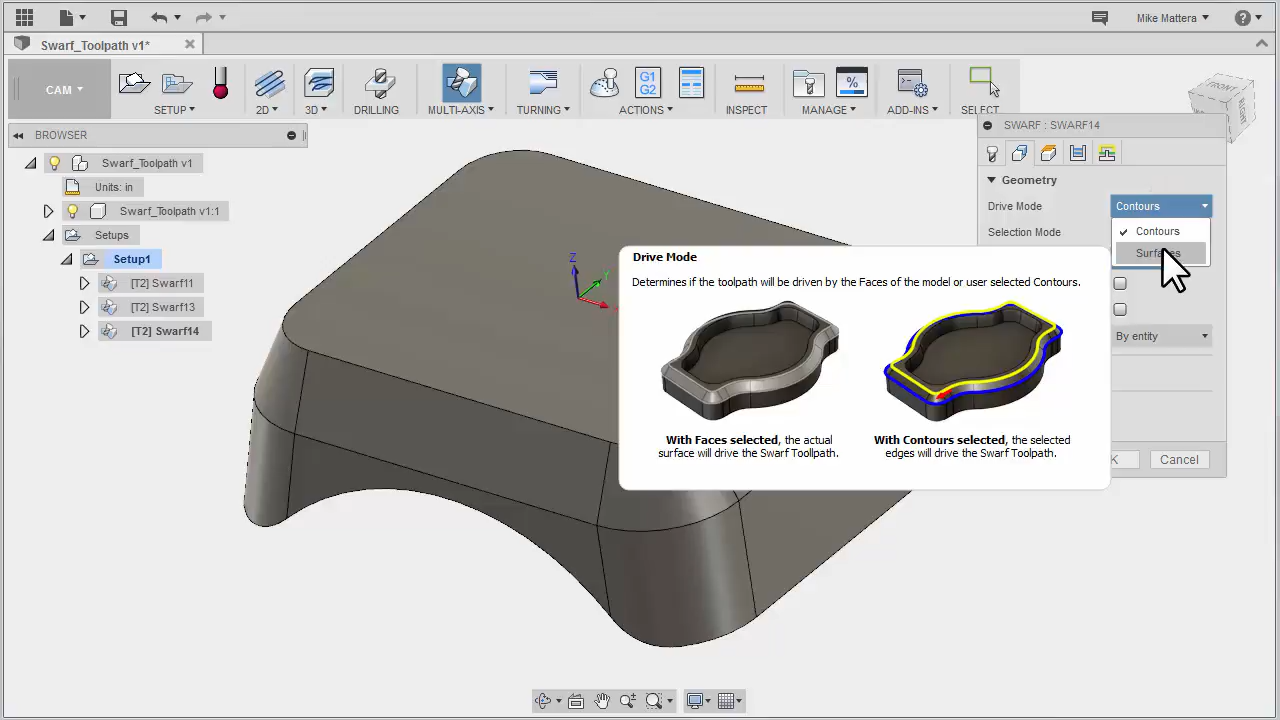 Mike Mattera
?
Swarf_Toolpath v1*
CAM
SETUP
2D
3D
DRILLING
MULTI-AXIS
TURNING
G1
G2
ACTIONS
INSPECT
%
MANAGE
ADD-INS
SELECT
FRONT
BROWSER
Swarf_Toolpath v1
Units: in
Swarf_Toolpath v1:1
Setups
Setup1
[T2] Swarf11
[T2] Swarf13
[T2] Swarf14
Z
Y
SWARF : SWARF14
Geometry
Drive Mode
Contours
Contours
Selection Mode
By entity
Cancel
Drive Mode
Determines if the toolpath will be driven by the Faces of the model or user selected Contours.
With Faces selected, the actual
surface will drive the Swarf Toollpath.
With Contours selected, the selected
edges will drive the Swarf Toolpath.